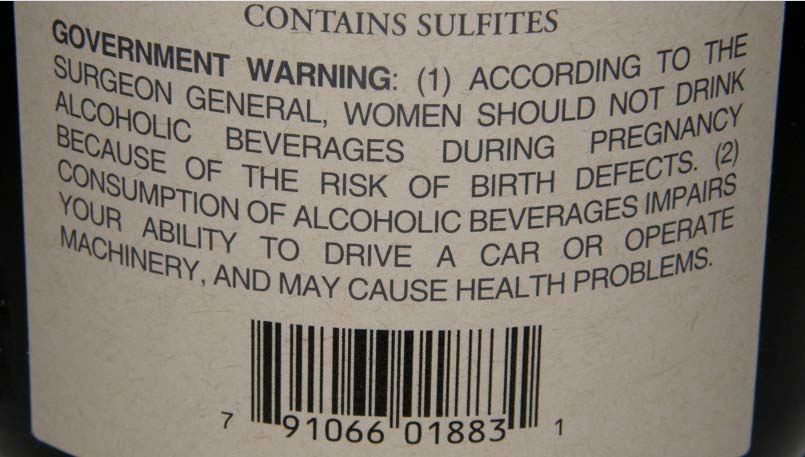 CONTAINS SULFITES
GOVERNMENT WARNING: (1) ACCORDING TO THE
SURGEON GENERAL, WOMEN SHOULD NOT DRINK
ALCOHOLIC BEVERAGES DURING PREGNANCY
BECAUSE OF THE RISK OF BIRTH DEFECTS. (2)
CONSUMPTION OF ALCOHOLIC BEVERAGES IMPAIRS
YOUR ABILITY TO DRIVE A CAR OR OPERATE
MACHINERY, AND MAY CAUSE HEALTH PROBLEMS.
7 91066 01883 1